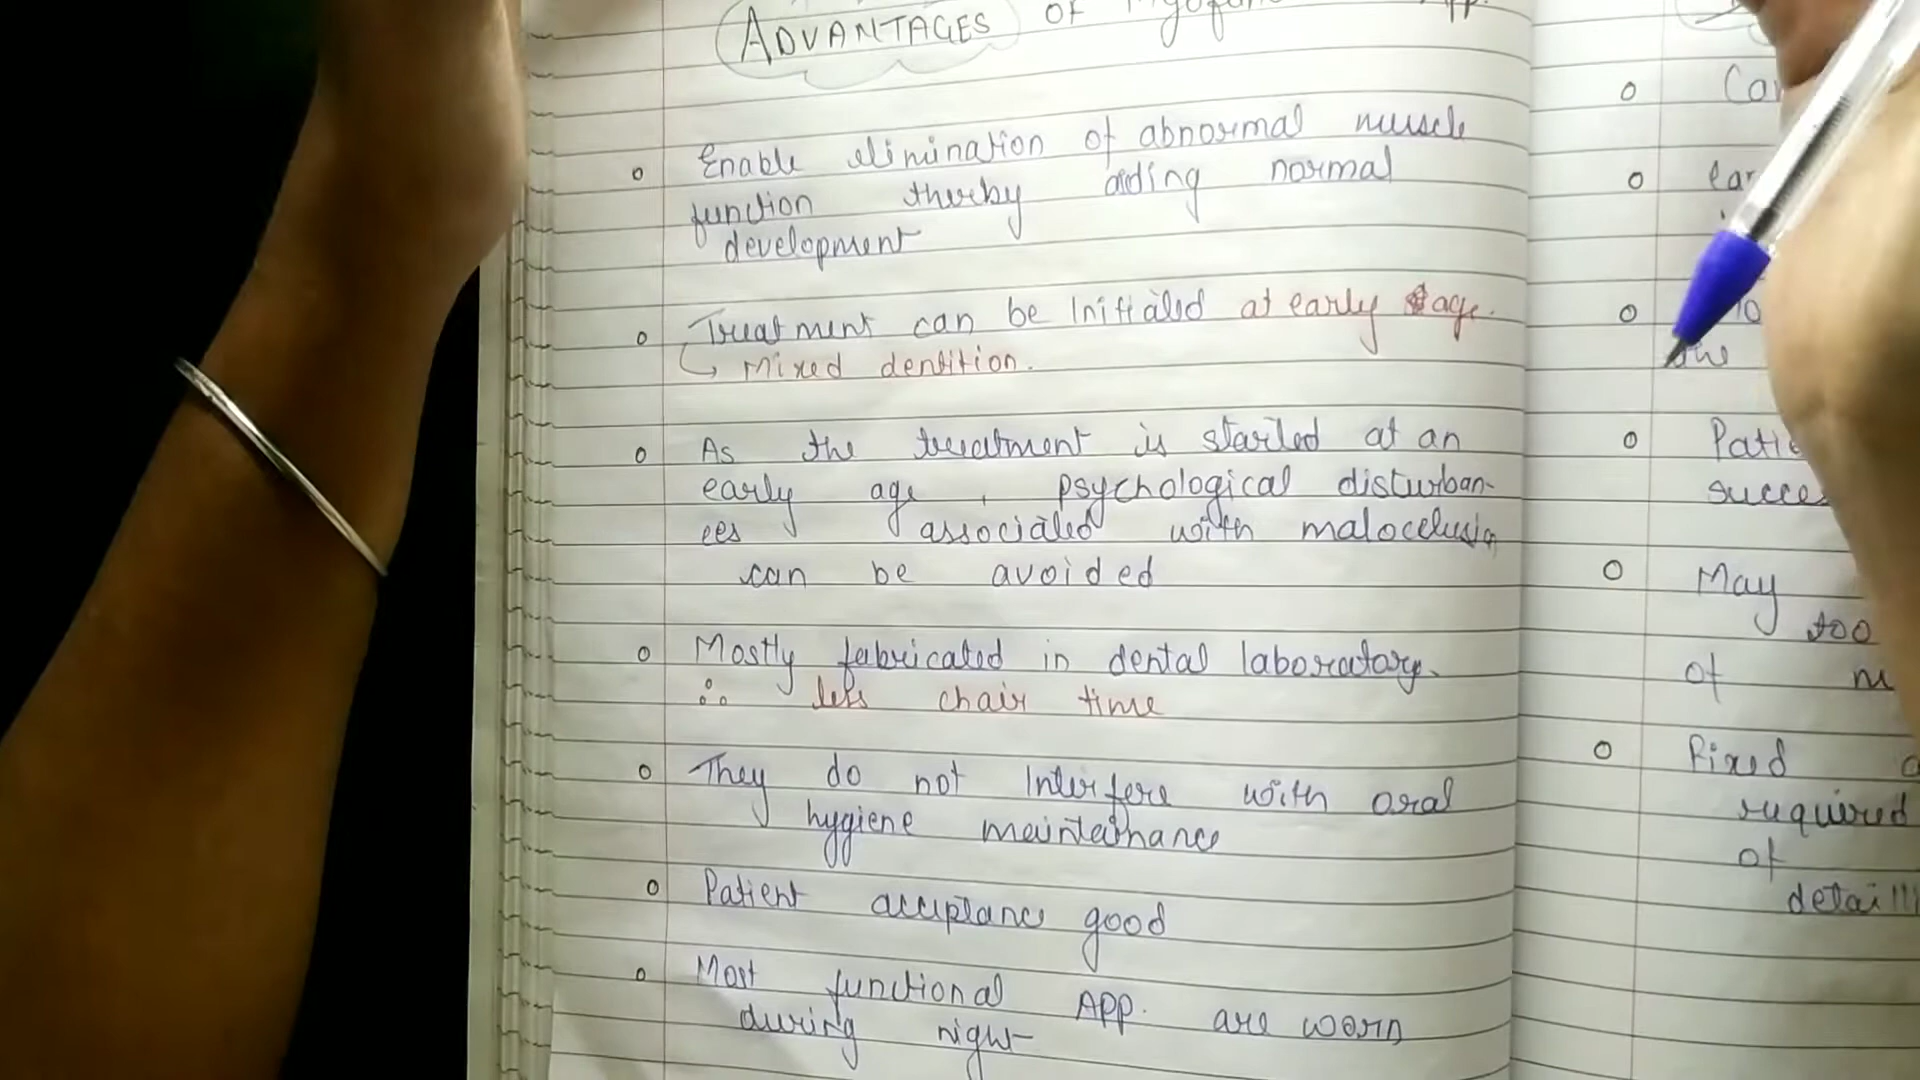 ADVANTAGES OF
o Enable elimination of abnormal muscle
function thereby aiding normal
development
o Treatment can be Initiated at early age.
↳ Mixed dentition.
o As the treatment is started at an
early age, psychological disturban-
ces associated with malocclusion
can be avoided
o Mostly fabricated in dental laboratory.
∴ less chair time
o They do not Interfere with oral
hygiene maintainance
o Patient acceptance good
o Most functional APP. are worn
during night
o
o
o
the
o
o May
too
of
o Fixed
required
of